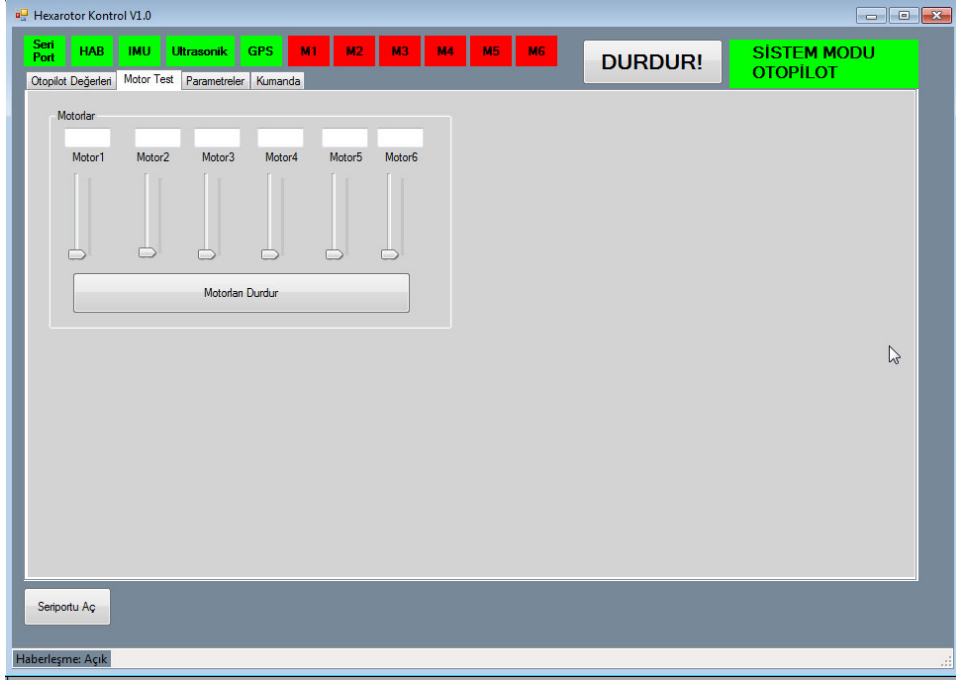 Hexarotor Kontrol V1.0
Seri
Port
HAB
IMU
Ultrasonik
GPS
M1
M2
M3
M4
M5
M6
DURDUR!
SİSTEM MODU
OTOPİLOT
Otopilot Değerleri
Motor Test
Parametreler
Kumanda
Motorlar
Motor1
Motor2
Motor3
Motor4
Motor5
Motor6
Motorları Durdur
Seriportu Aç
Haberleşme: Açık